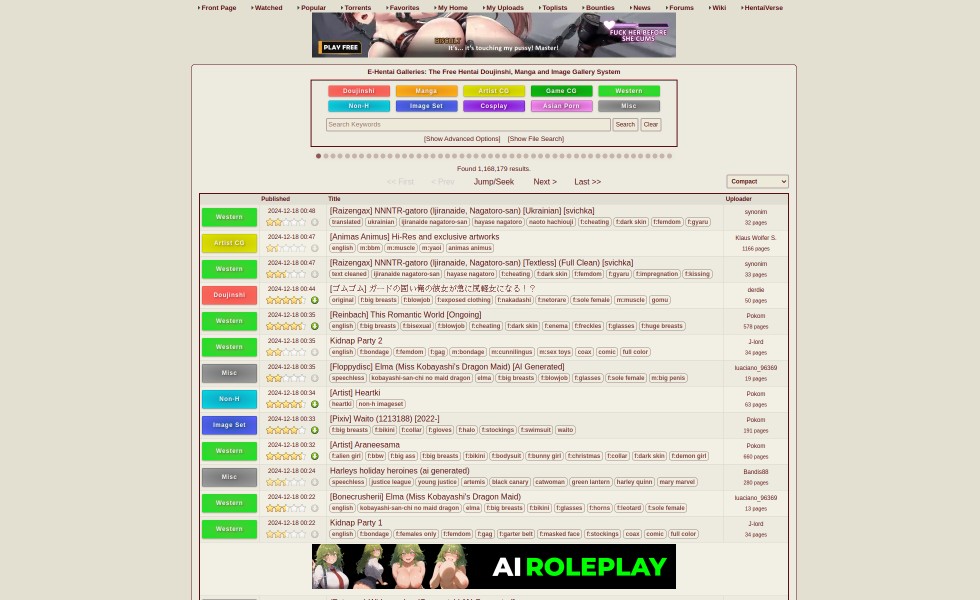 Front Page Watched Popular Torrents Favorites My Home My Uploads Toplists Bounties News Forums Wiki HentaiVerse
PLAY FREE
It's... it's touching my pussy! Master!
FUCK HER BEFORE
SHE CUMS
E-Hentai Galleries: The Free Hentai Doujinshi, Manga and Image Gallery System
Doujinshi Manga Artist CG Game CG Western
Non-H Image Set Cosplay Asian Porn Misc
Search Keywords Search Clear
[Show Advanced Options] [Show File Search]
Found 1,168,179 results.
<< First < Prev Jump/Seek Next > Last >> Compact
Published Title Uploader
Western 2024-12-18 00:48 [Raizengax] NNNTR-gatoro (Ijiranaide, Nagatoro-san) [Ukrainian] [svichka] synonim
translated ukrainian ijiranaide nagatoro-san hayase nagatoro naoto hachiouji f:cheating f:dark skin f:femdom f:gyaru 32 pages
Artist CG 2024-12-18 00:47 [Animas Animus] Hi-Res and exclusive artworks Klaus Wolfer S.
english m:bbm m:muscle m:yaoi animas animus 1166 pages
Western 2024-12-18 00:47 [Raizengax] NNNTR-gatoro (Ijiranaide, Nagatoro-san) [Textless] (Full Clean) [svichka] synonim
text cleaned ijiranaide nagatoro-san hayase nagatoro f:cheating f:dark skin f:femdom f:gyaru f:impregnation f:kissing 33 pages
Doujinshi 2024-12-18 00:44 [ゴムゴム] ガードの固い俺の彼女が急に尻軽女になる！？ derdie
original f:big breasts f:blowjob f:exposed clothing f:nakadashi f:netorare f:sole female m:muscle gomu 50 pages
Western 2024-12-18 00:35 [Reinbach] This Romantic World [Ongoing] Pokom
english f:big breasts f:bisexual f:blowjob f:cheating f:dark skin f:enema f:freckles f:glasses f:huge breasts 578 pages
Western 2024-12-18 00:35 Kidnap Party 2 J-lord
english f:bondage f:femdom f:gag m:bondage m:cunnilingus m:sex toys coax comic full color 34 pages
Misc 2024-12-18 00:35 [Floppydisc] Elma (Miss Kobayashi's Dragon Maid) [AI Generated] luaciano_96369
speechless kobayashi-san-chi no maid dragon elma f:big breasts f:blowjob f:glasses f:sole female m:big penis 19 pages
Non-H 2024-12-18 00:34 [Artist] Heartki Pokom
heartki non-h imageset 63 pages
Image Set 2024-12-18 00:33 [Pixiv] Waito (1213188) [2022-] Pokom
f:big breasts f:bikini f:collar f:gloves f:halo f:stockings f:swimsuit waito 191 pages
Western 2024-12-18 00:32 [Artist] Araneesama Pokom
f:alien girl f:bbw f:big ass f:big breasts f:bikini f:bodysuit f:bunny girl f:christmas f:collar f:dark skin f:demon girl 660 pages
Misc 2024-12-18 00:24 Harleys holiday heroines (ai generated) Bandis88
speechless justice league young justice artemis black canary catwoman green lantern harley quinn mary marvel 280 pages
Western 2024-12-18 00:22 [Bonecrusherii] Elma (Miss Kobayashi's Dragon Maid) luaciano_96369
english kobayashi-san-chi no maid dragon elma f:big breasts f:bikini f:glasses f:horns f:leotard f:sole female 13 pages
Western 2024-12-18 00:22 Kidnap Party 1 J-lord
english f:bondage f:females only f:femdom f:gag f:garter belt f:masked face f:stockings coax comic full color 34 pages
AI ROLEPLAY